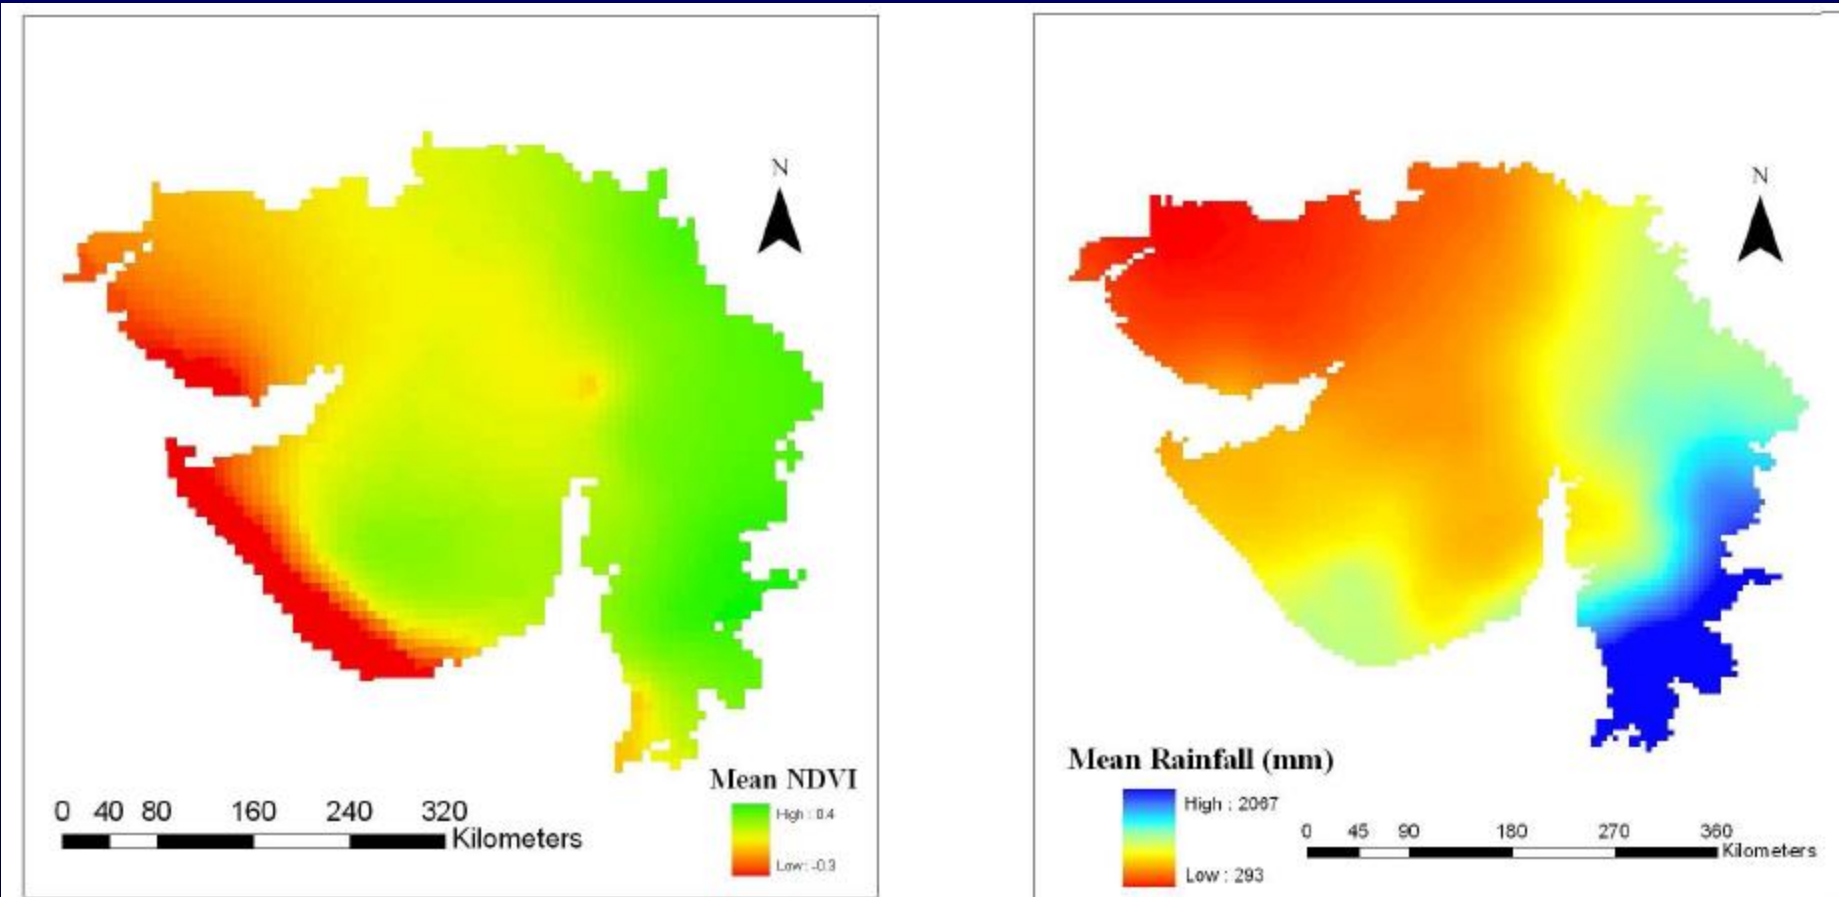 N
Mean NDVI
High : 0.4
Low : -0.3
0 40 80 160 240 320
Kilometers
N
Mean Rainfall (mm)
High : 2067
Low : 293
0 45 90 180 270 360
Kilometers